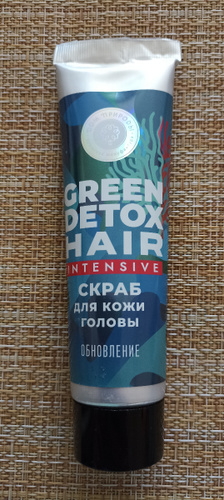 GREEN
DETOX
HAIR
INTENSIVE
СКРАБ
для кожи
головы
ОБНОВЛЕНИЕ